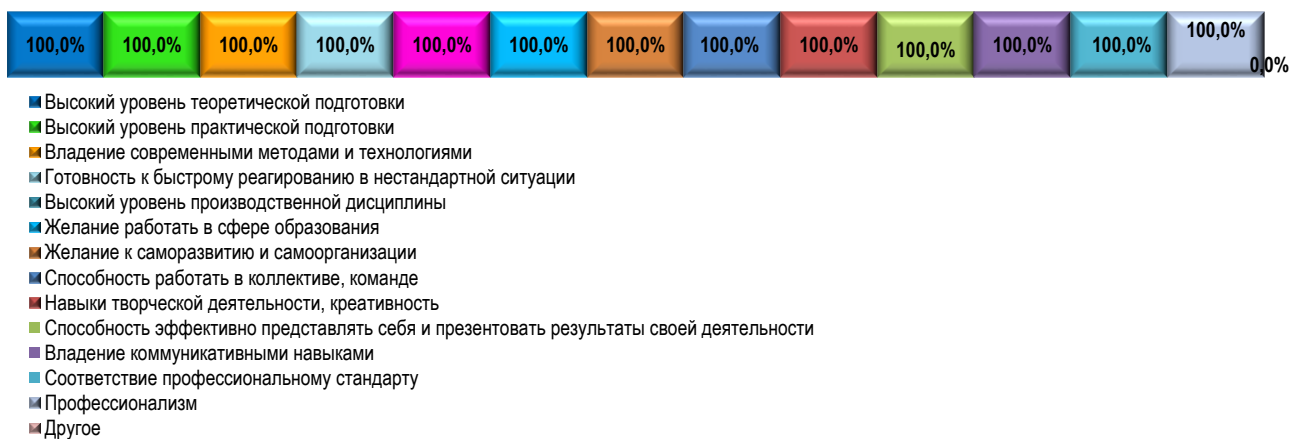 100,0% 100,0% 100,0% 100,0% 100,0% 100,0% 100,0% 100,0% 100,0% 100,0% 100,0% 100,0% 100,0% 0,0%
Высокий уровень теоретической подготовки
Высокий уровень практической подготовки
Владение современными методами и технологиями
Готовность к быстрому реагированию в нестандартной ситуации
Высокий уровень производственной дисциплины
Желание работать в сфере образования
Желание к саморазвитию и самоорганизации
Способность работать в коллективе, команде
Навыки творческой деятельности, креативность
Способность эффективно представлять себя и презентовать результаты своей деятельности
Владение коммуникативными навыками
Соответствие профессиональному стандарту
Профессионализм
Другое